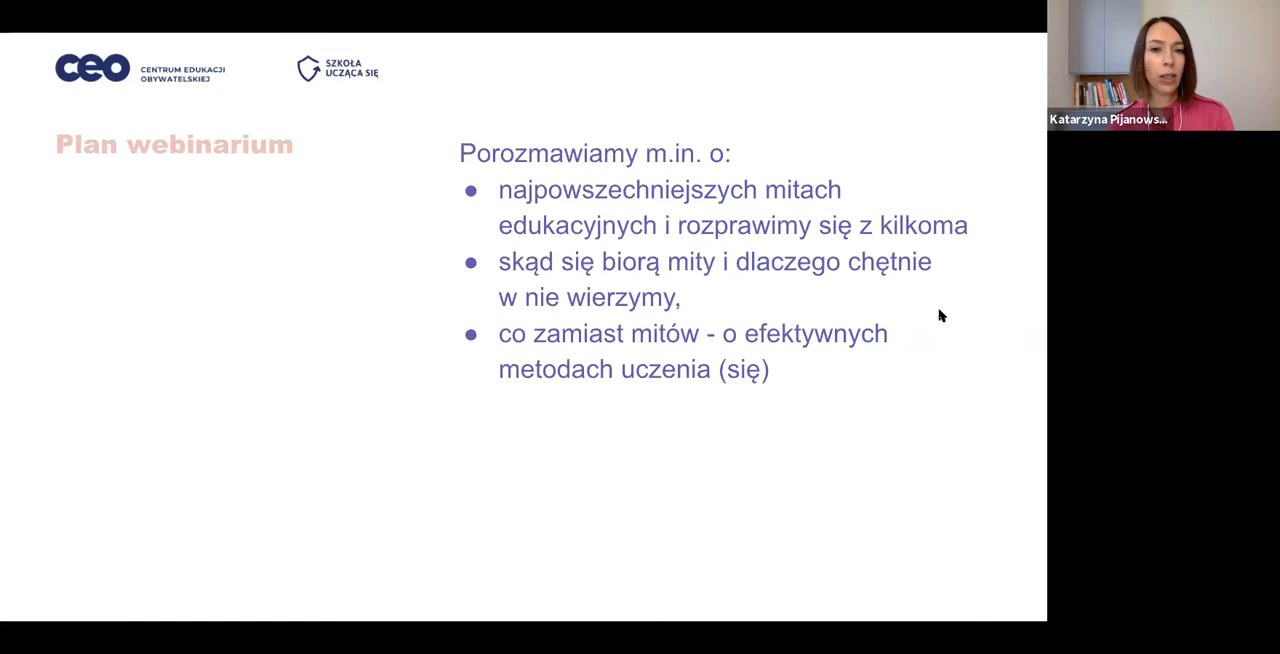 ceo
CENTRUM EDUKACJI
OBYWATELSKIEJ
SZKOŁA
UCZĄCA SIĘ
Plan webinarium
Porozmawiamy m.in. o:
● najpowszechniejszych mitach
edukacyjnych i rozprawimy się z kilkoma
● skąd się biorą mity i dlaczego chętnie
w nie wierzymy,
● co zamiast mitów - o efektywnych
metodach uczenia (się)
Katarzyna Pijanows...